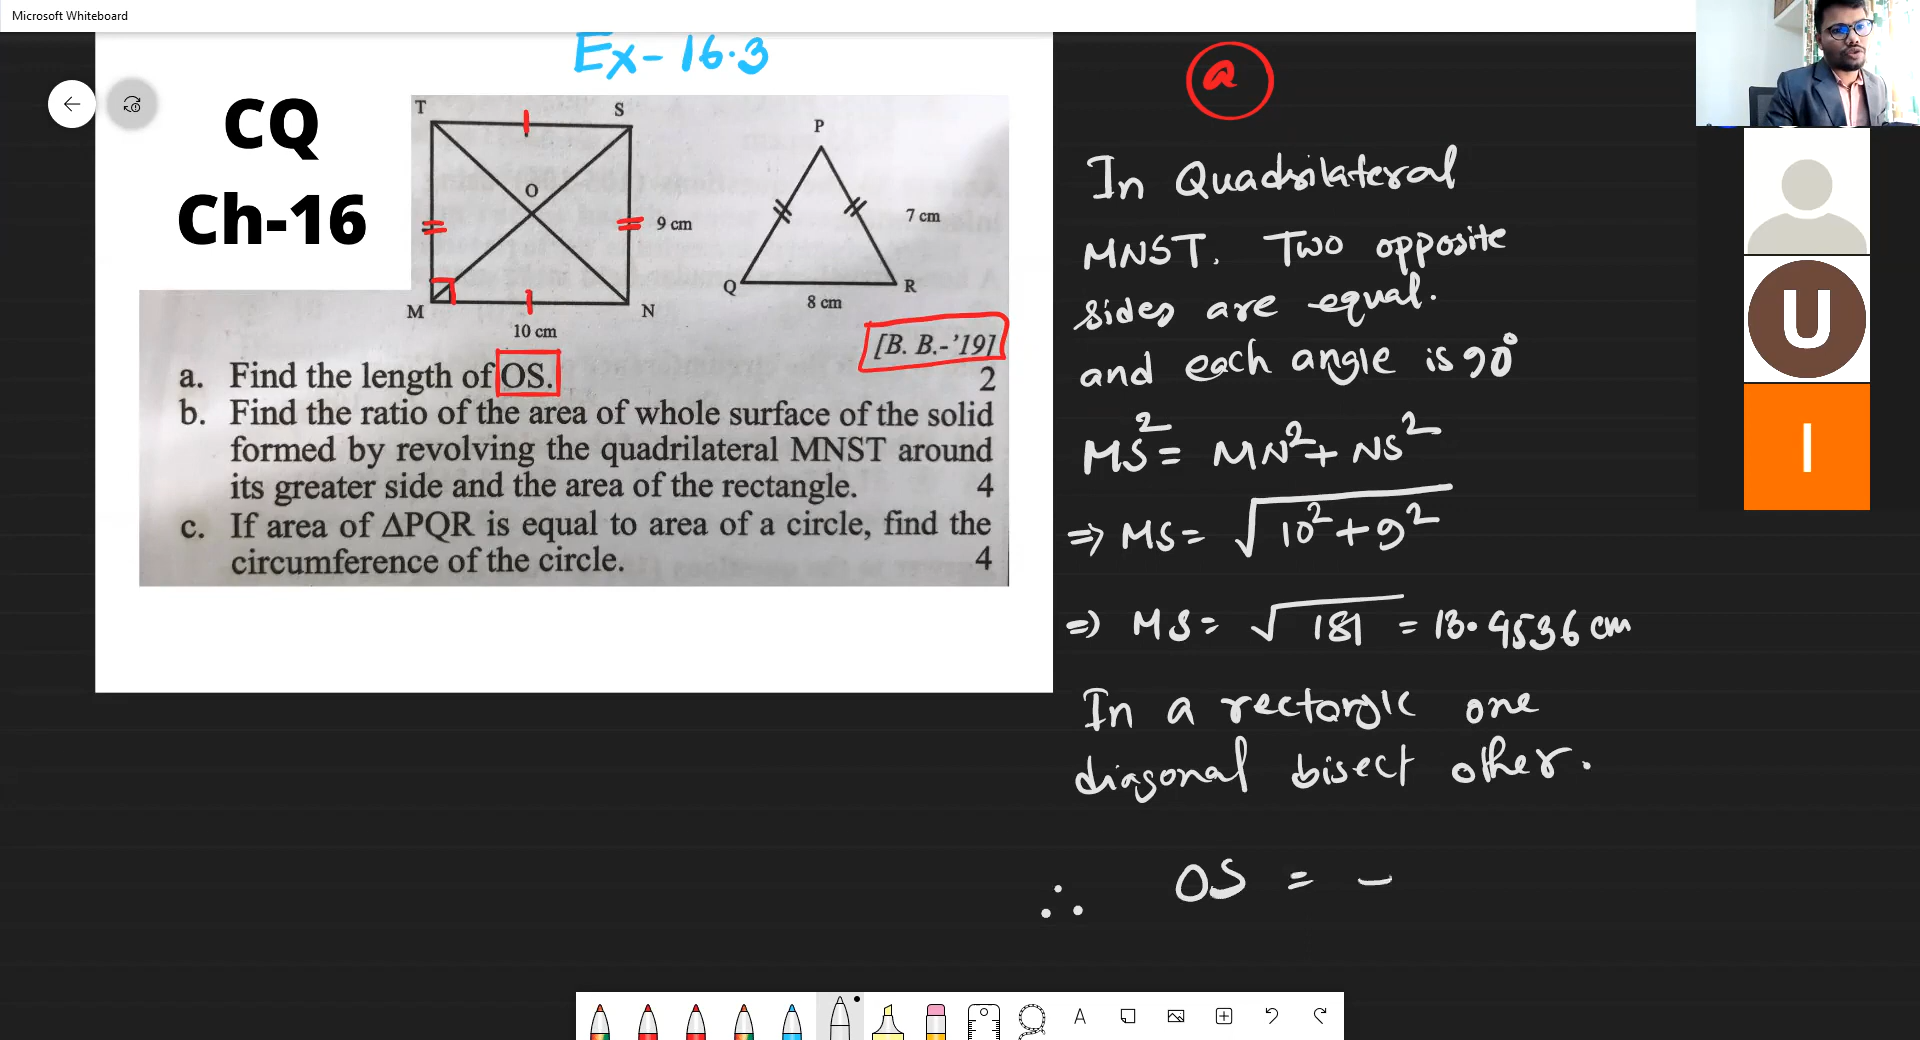 Microsoft Whiteboard
Ex-16.3
CQ
Ch-16
T
S
O
9 cm
M
N
10 cm
P
7 cm
Q
R
8 cm
[B. B.-'19]
a. Find the length of OS. 2
b. Find the ratio of the area of whole surface of the solid
formed by revolving the quadrilateral MNST around
its greater side and the area of the rectangle. 4
c. If area of ΔPQR is equal to area of a circle, find the
circumference of the circle. 4
a
In Quadrilateral
MNST. Two opposite
sides are equal.
and each angle is 90°
MS² = MN² + NS²
⇒ MS = √10² + 9²
⇒ MS = √181 = 13.4536 cm
In a rectangle one
diagonal bisect other.
∴ OS = –
U
I
A